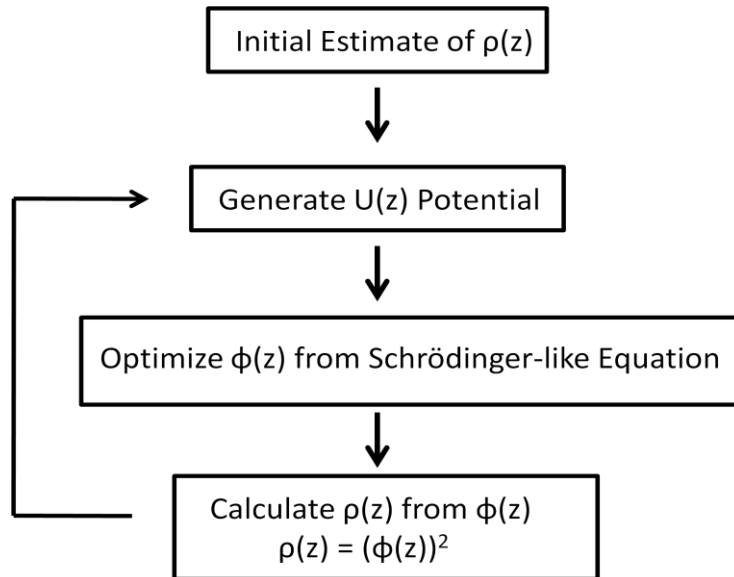 Initial Estimate of ρ(z)
Generate U(z) Potential
Optimize ϕ(z) from Schrödinger-like Equation
Calculate ρ(z) from ϕ(z)
ρ(z) = (ϕ(z))²